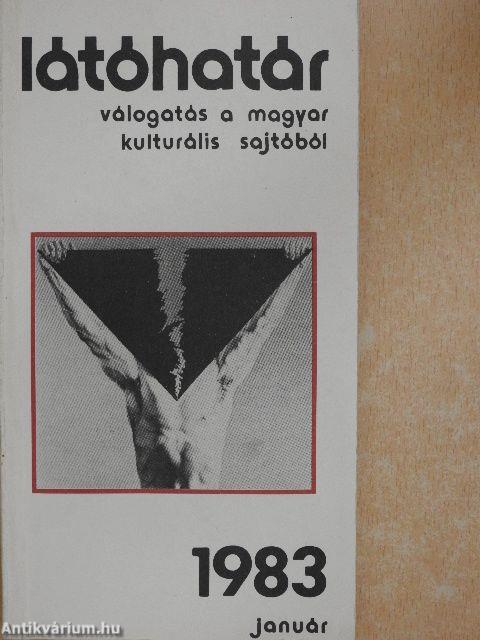 látóhatár
válogatás a magyar
kulturális sajtóból
1983
január
Antikvárium.hu